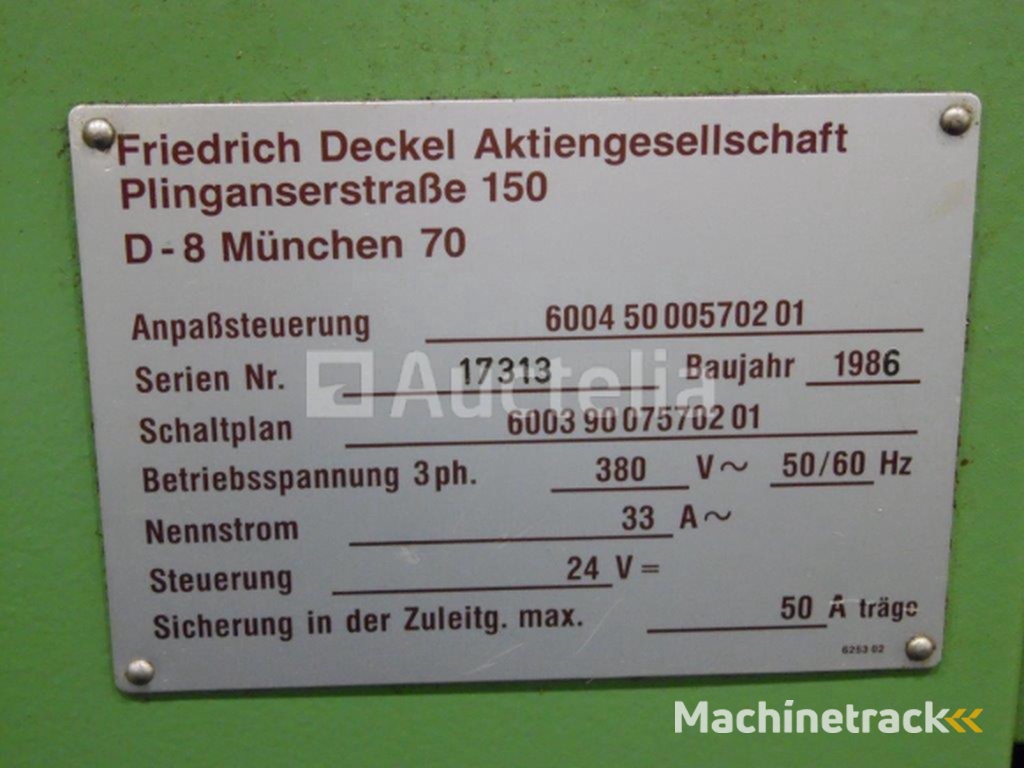 Friedrich Deckel Aktiengesellschaft
Plinganserstraße 150
D-8 München 70
Anpaßsteuerung 6004 50 005702 01
Serien Nr. 17313 Baujahr 1986
Auctelia
Schaltplan 6003 90 075702 01
Betriebsspannung 3 ph. 380 V~ 50/60 Hz
Nennstrom 33 A~
Steuerung 24 V=
Sicherung in der Zuleitg. max. 50 A träge
6253 02
Machinetrack